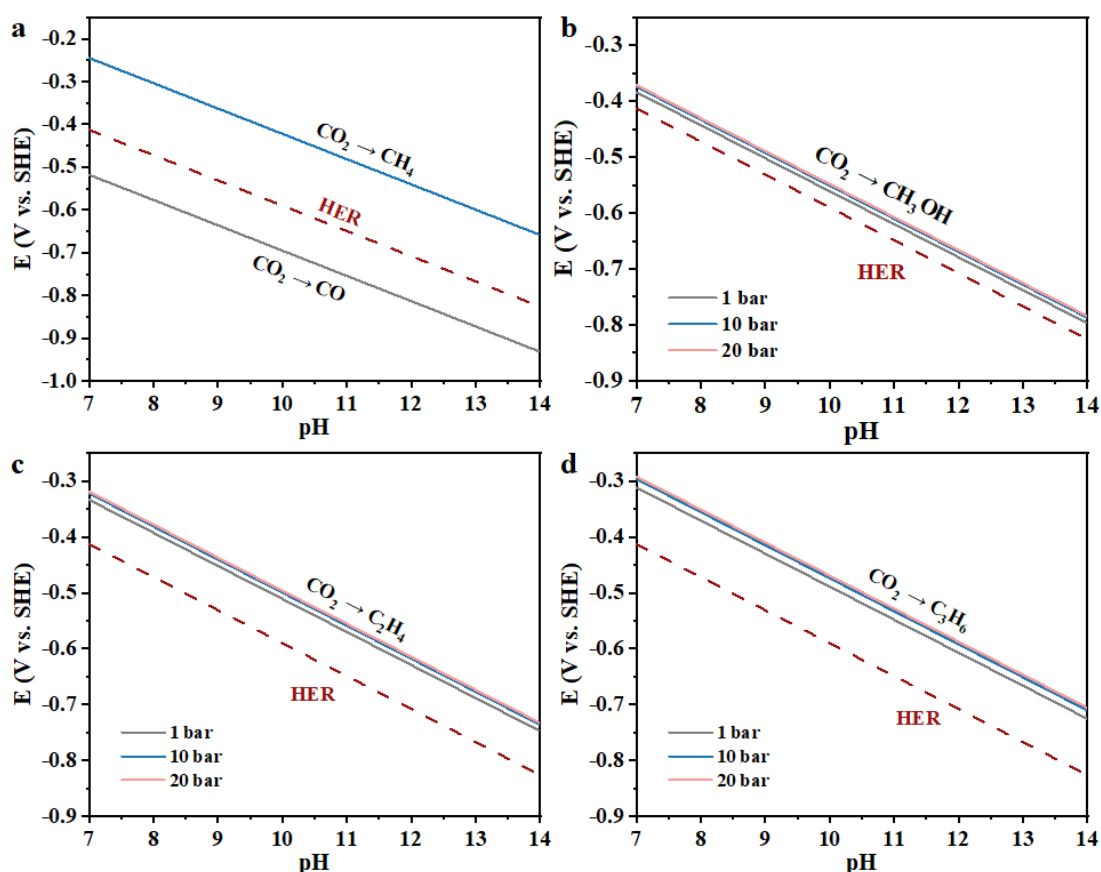 a
E (V vs. SHE)
-0.2
-0.3
-0.4
-0.5
-0.6
-0.7
-0.8
-0.9
-1.0
CO₂ → CH₄
HER
CO₂ → CO
7 8 9 10 11 12 13 14
pH
b
E (V vs. SHE)
-0.3
-0.4
-0.5
-0.6
-0.7
-0.8
-0.9
CO₂ → CH₃OH
HER
1 bar
10 bar
20 bar
7 8 9 10 11 12 13 14
pH
c
E (V vs. SHE)
-0.3
-0.4
-0.5
-0.6
-0.7
-0.8
-0.9
CO₂ → C₂H₄
HER
1 bar
10 bar
20 bar
7 8 9 10 11 12 13 14
pH
d
E (V vs. SHE)
-0.3
-0.4
-0.5
-0.6
-0.7
-0.8
-0.9
CO₂ → C₃H₆
HER
1 bar
10 bar
20 bar
7 8 9 10 11 12 13 14
pH